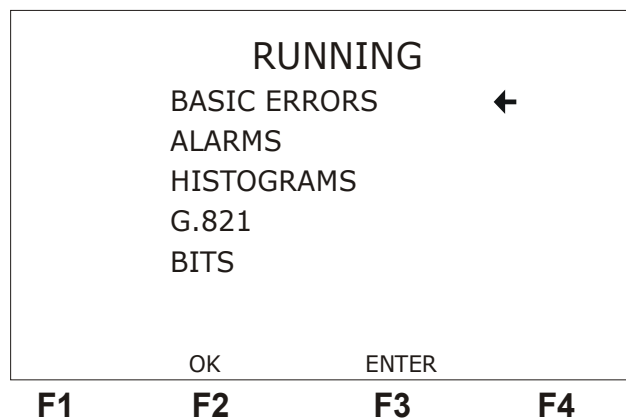 RUNNING
BASIC ERRORS ←
ALARMS
HISTOGRAMS
G.821
BITS
OK ENTER
F1 F2 F3 F4